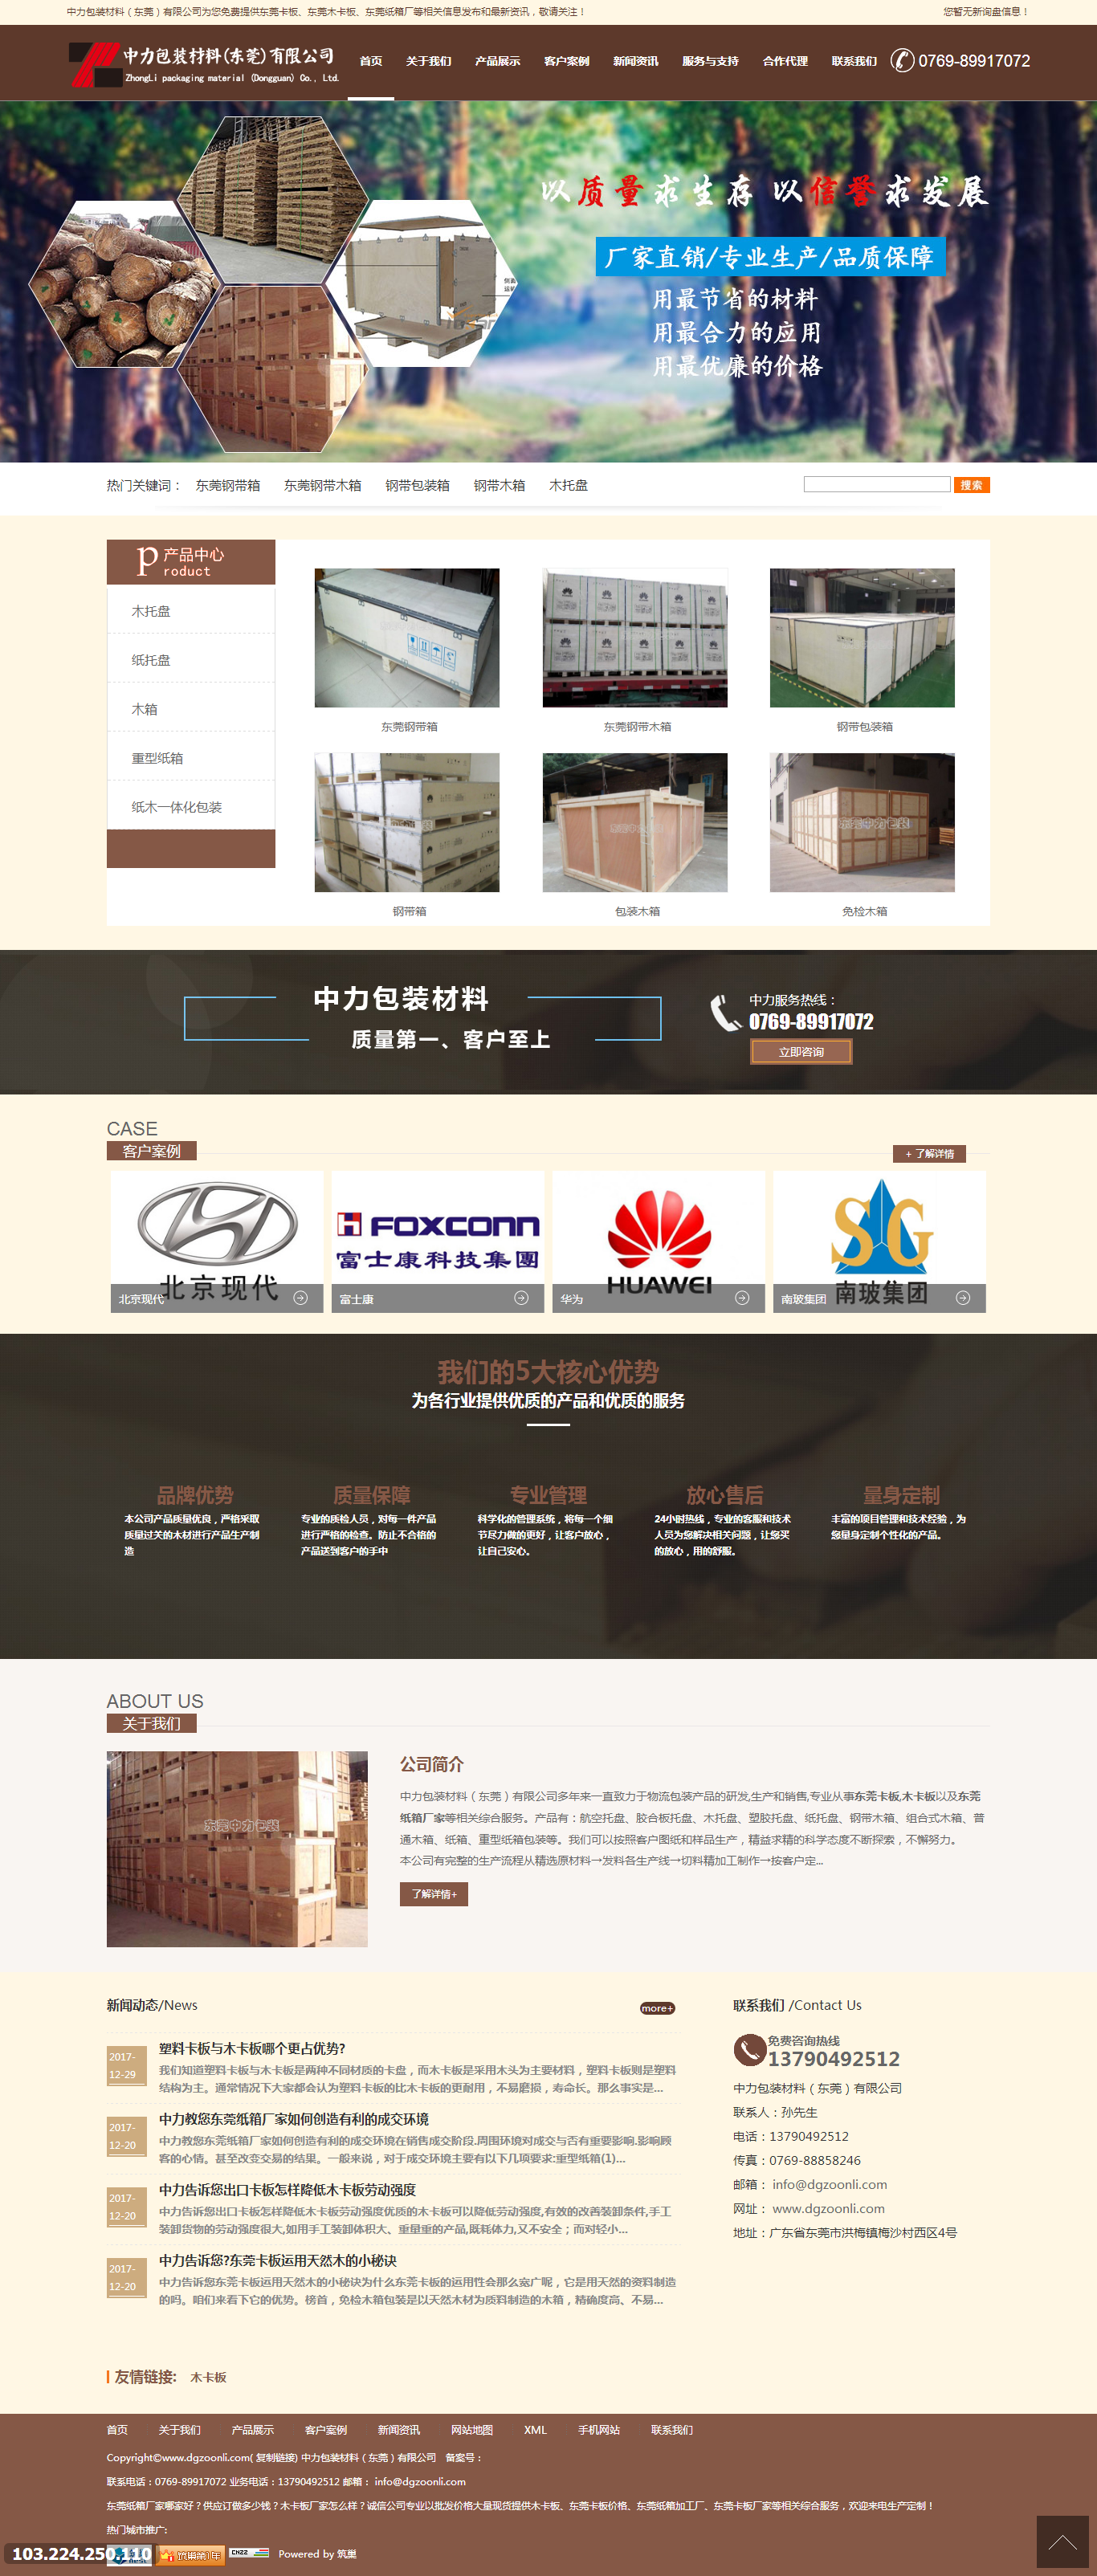 中力包装材料（东莞）有限公司为您免费提供东莞卡板、东莞木卡板、东莞纸箱厂等相关信息发布和最新资讯，敬请关注！
您暂无新询盘信息！
中力包装材料(东莞)有限公司
ZhongLi packaging material (Dongguan) Co., Ltd.
首页 关于我们 产品展示 客户案例 新闻资讯 服务与支持 合作代理 联系我们
0769-89917072
以质量求生存 以信誉求发展
厂家直销/专业生产/品质保障
用最节省的材料
用最合力的应用
用最优廉的价格
热门关键词： 东莞钢带箱 东莞钢带木箱 钢带包装箱 钢带木箱 木托盘
搜索
产品中心
product
木托盘
纸托盘
木箱
重型纸箱
纸木一体化包装
东莞钢带箱 东莞钢带木箱 钢带包装箱
钢带箱 包装木箱 免检木箱
中力包装材料
质量第一、客户至上
中力服务热线：
0769-89917072
立即咨询
CASE
客户案例
+ 了解详情
北京现代
FOXCONN
富士康科技集團
HUAWEI
SG
南玻集团
北京现代 富士康 华为 南玻集团
我们的5大核心优势
为各行业提供优质的产品和优质的服务
品牌优势
本公司产品质量优良，严格采取
质量过关的木材进行产品生产制
造
质量保障
专业的质检人员，对每一件产品
进行严格的检查。防止不合格的
产品送到客户的手中
专业管理
科学化的管理系统，将每一个细
节尽力做的更好，让客户放心，
让自己安心。
放心售后
24小时热线，专业的客服和技术
人员为您解决相关问题，让您买
的放心，用的舒服。
量身定制
丰富的项目管理和技术经验，为
您量身定制个性化的产品。
ABOUT US
关于我们
东莞中力包装
公司简介
中力包装材料（东莞）有限公司多年来一直致力于物流包装产品的研发,生产和销售,专业从事东莞卡板,木卡板以及东莞
纸箱厂家等相关综合服务。产品有：航空托盘、胶合板托盘、木托盘、塑胶托盘、纸托盘、钢带木箱、组合式木箱、普
通木箱、纸箱、重型纸箱包装等。我们可以按照客户图纸和样品生产，精益求精的科学态度不断探索，不懈努力。
本公司有完整的生产流程从精选原材料→发料各生产线→切料精加工制作→按客户定...
了解详情+
新闻动态/News
more+
2017-
12-29
塑料卡板与木卡板哪个更占优势?
我们知道塑料卡板与木卡板是两种不同材质的卡盘，而木卡板是采用木头为主要材料，塑料卡板则是塑料
结构为主。通常情况下大家都会认为塑料卡板的比木卡板的更耐用，不易磨损，寿命长。那么事实是...
2017-
12-20
中力教您东莞纸箱厂家如何创造有利的成交环境
中力教您东莞纸箱厂家如何创造有利的成交环境在销售成交阶段.周围环境对成交与否有重要影响.影响顾
客的心情。甚至改变交易的结果。一般来说，对于成交环境主要有以下几项要求:重型纸箱(1)...
2017-
12-20
中力告诉您出口卡板怎样降低木卡板劳动强度
中力告诉您出口卡板怎样降低木卡板劳动强度优质的木卡板可以降低劳动强度,有效的改善装卸条件,手工
装卸货物的劳动强度很大,如用手工装卸体积大、重量重的产品,既耗体力,又不安全；而对轻小...
2017-
12-20
中力告诉您?东莞卡板运用天然木的小秘诀
中力告诉您东莞卡板运用天然木的小秘诀为什么东莞卡板的运用性会那么宽广呢，它是用天然的资料制造
的吗。咱们来看下它的优势。榜首，免检木箱包装是以天然木材为质料制造的木箱，精确度高、不易...
联系我们 /Contact Us
免费咨询热线
13790492512
中力包装材料（东莞）有限公司
联系人：孙先生
电话：13790492512
传真：0769-88858246
邮箱： info@dgzoonli.com
网址： www.dgzoonli.com
地址：广东省东莞市洪梅镇梅沙村西区4号
友情链接: 木卡板
首页 关于我们 产品展示 客户案例 新闻资讯 网站地图 XML 手机网站 联系我们
Copyright©www.dgzoonli.com( 复制链接) 中力包装材料（东莞）有限公司 备案号：
联系电话：0769-89917072 业务电话：13790492512 邮箱： info@dgzoonli.com
东莞纸箱厂家哪家好？供应订做多少钱？木卡板厂家怎么样？诚信公司专业以批发价格大量现货提供木卡板、东莞卡板价格、东莞纸箱加工厂、东莞卡板厂家等相关综合服务，欢迎来电生产定制！
热门城市推广:
103.224.250.110
筑巢第1年
CNZZ
Powered by 筑巢